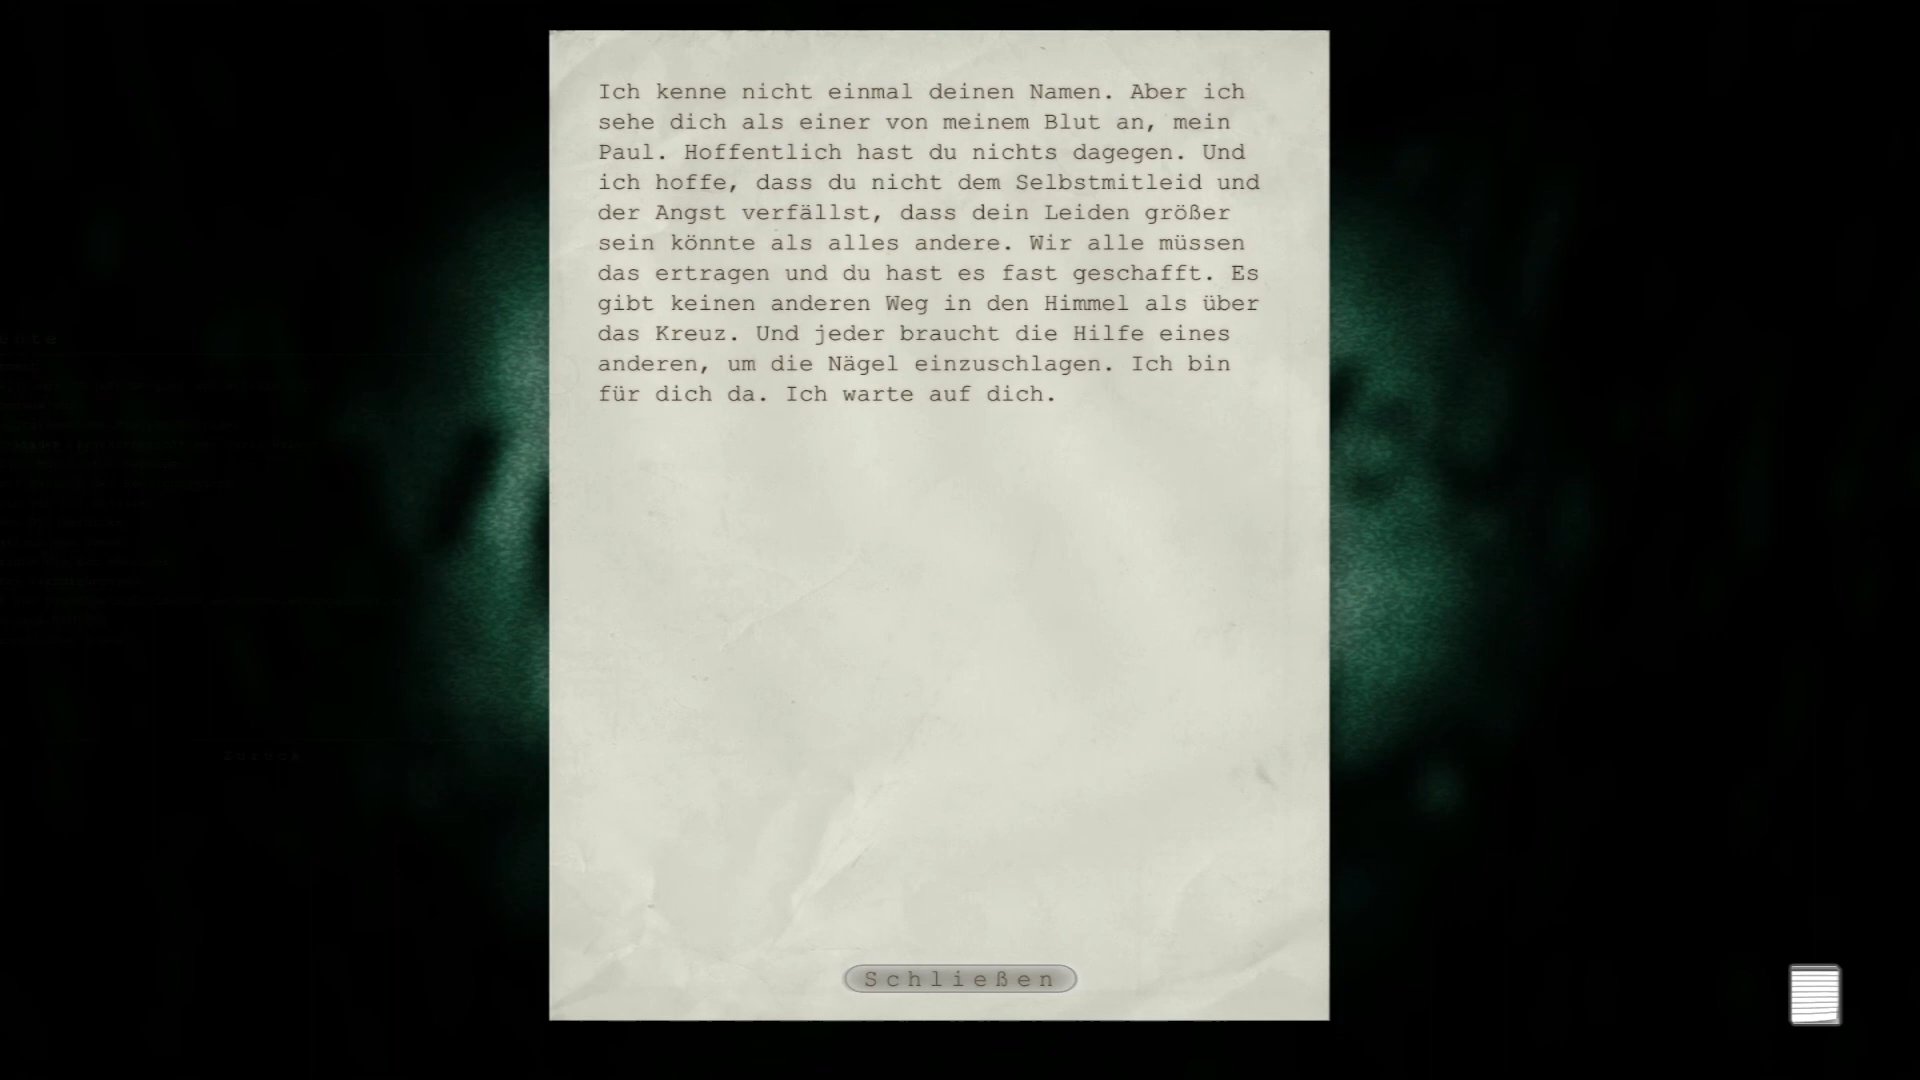 Ich kenne nicht einmal deinen Namen. Aber ich
sehe dich als einer von meinem Blut an, mein
Paul. Hoffentlich hast du nichts dagegen. Und
ich hoffe, dass du nicht dem Selbstmitleid und
der Angst verfällst, dass dein Leiden größer
sein könnte als alles andere. Wir alle müssen
das ertragen und du hast es fast geschafft. Es
gibt keinen anderen Weg in den Himmel als über
das Kreuz. Und jeder braucht die Hilfe eines
anderen, um die Nägel einzuschlagen. Ich bin
für dich da. Ich warte auf dich.
Zurück
Schließen